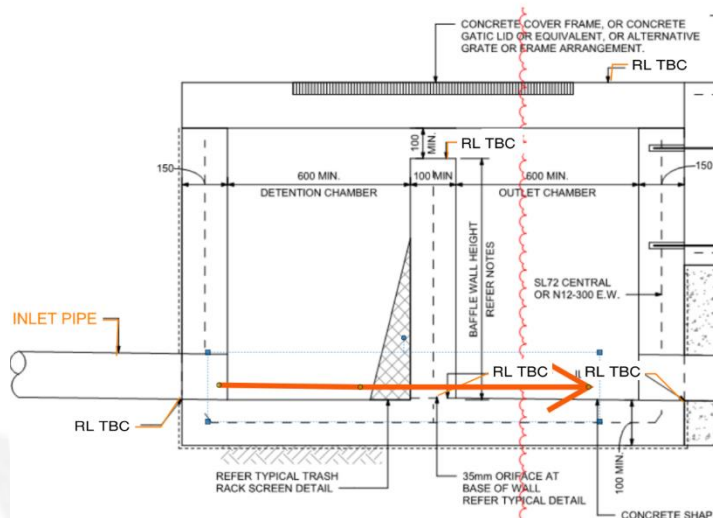 CONCRETE COVER FRAME, OR CONCRETE
GATIC LID OR EQUIVALENT, OR ALTERNATIVE
GRATE OR FRAME ARRANGEMENT.
RL TBC
100
MIN.
RL TBC
150
600 MIN.
100 MIN
600 MIN.
150
DETENTION CHAMBER
OUTLET CHAMBER
BAFFLE WALL HEIGHT
REFER NOTES
SL72 CENTRAL
OR N12-300 E.W.
INLET PIPE
RL TBC
RL TBC
RL TBC
REFER TYPICAL TRASH
RACK SCREEN DETAIL
35mm ORIFACE AT
BASE OF WALL
REFER TYPICAL DETAIL
100 MIN.
150
CONCRETE SHAP